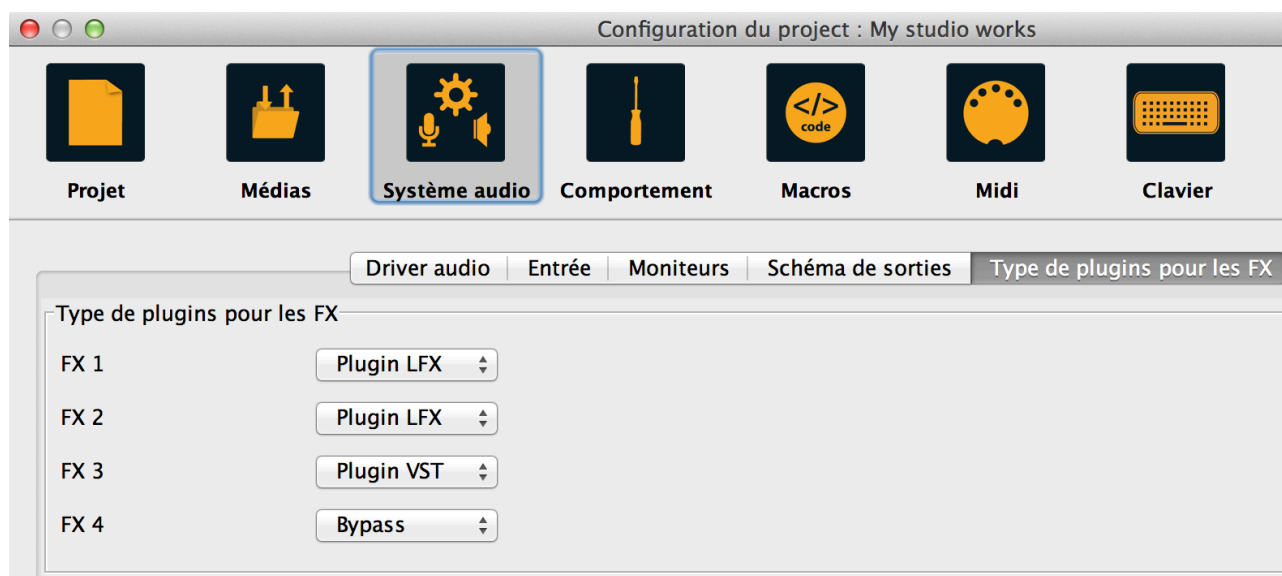 Configuration du project : My studio works
</> code
Projet Médias Système audio Comportement Macros Midi Clavier
Driver audio Entrée Moniteurs Schéma de sorties Type de plugins pour les FX
Type de plugins pour les FX
FX 1 Plugin LFX
FX 2 Plugin LFX
FX 3 Plugin VST
FX 4 Bypass